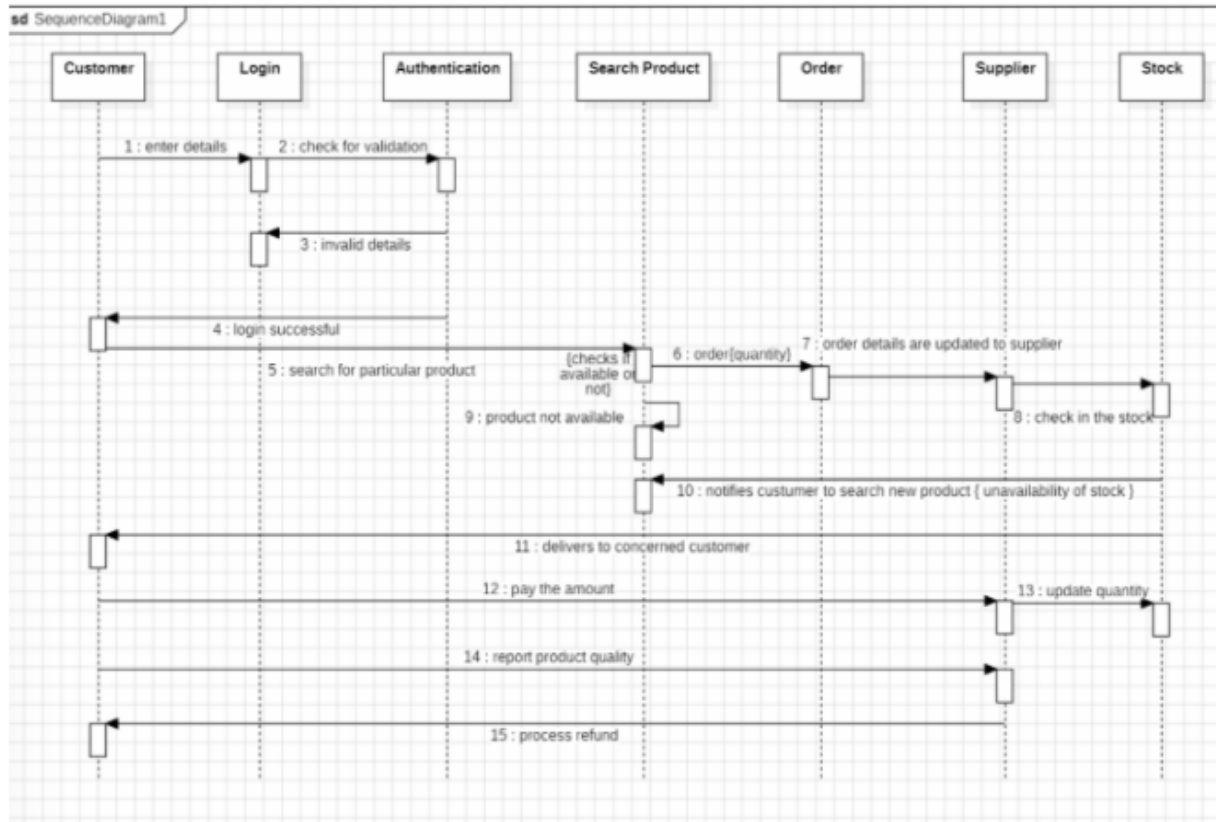 sd SequenceDiagram1
Customer
Login
Authentication
Search Product
Order
Supplier
Stock
1 : enter details
2 : check for validation
3 : invalid details
4 : login successful
5 : search for particular product
{checks if
available or
not}
6 : order{quantity}
7 : order details are updated to supplier
8 : check in the stock
9 : product not available
10 : notifies custumer to search new product { unavailability of stock }
11 : delivers to concerned customer
12 : pay the amount
13 : update quantity
14 : report product quality
15 : process refund